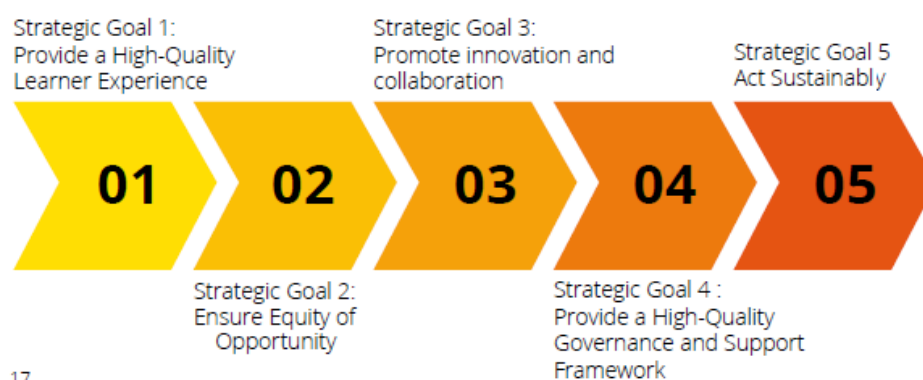 Strategic Goal 1:
Provide a High-Quality
Learner Experience
Strategic Goal 3:
Promote innovation and
collaboration
Strategic Goal 5
Act Sustainably
01
02
03
04
05
Strategic Goal 2:
Ensure Equity of
Opportunity
Strategic Goal 4 :
Provide a High-Quality
Governance and Support
Framework
17